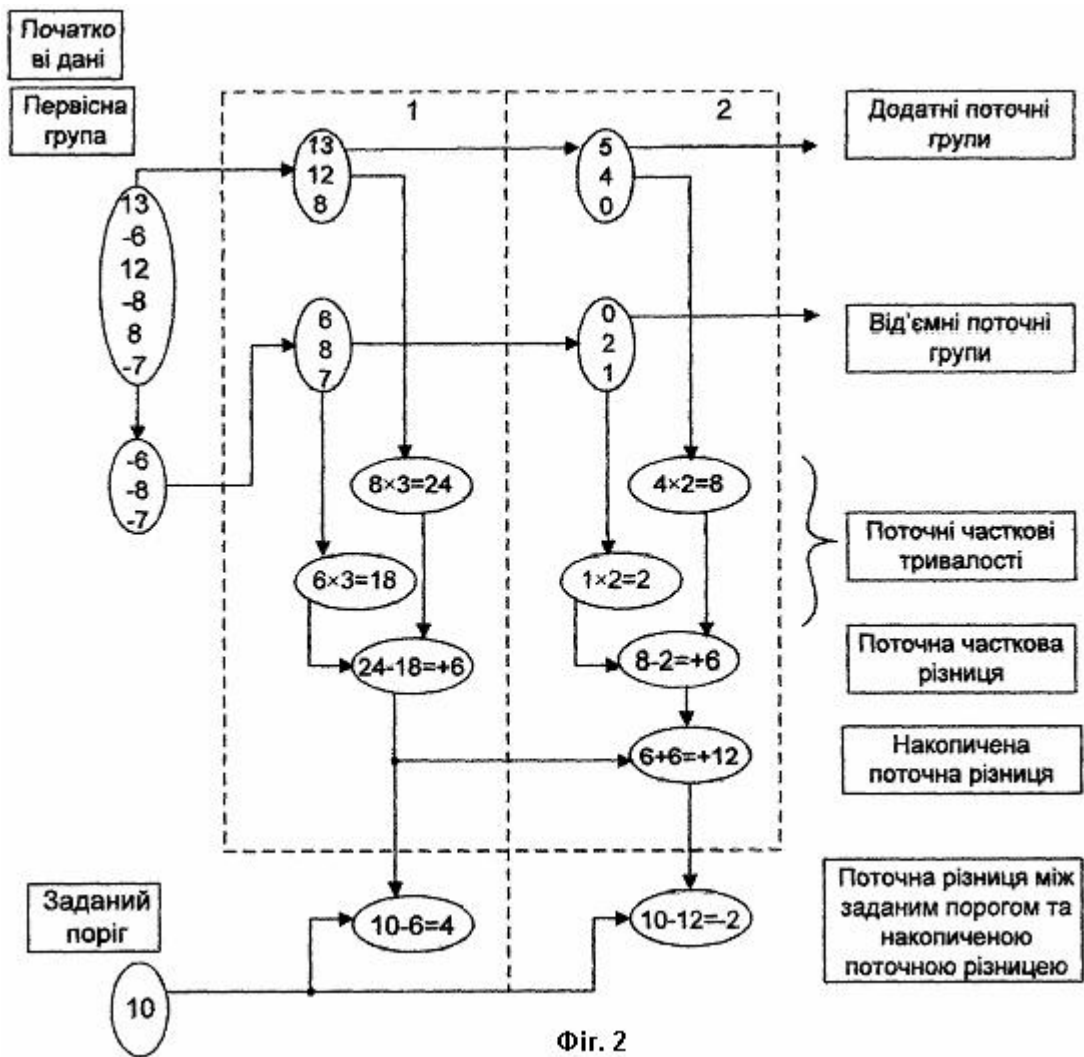 Початко
ві дані
Первісна
група
1
2
Додатні поточні
групи
13
12
8
5
4
0
13
-6
12
-8
8
-7
6
8
7
0
2
1
Від'ємні поточні
групи
-6
-8
-7
8×3=24
4×2=8
Поточні часткові
тривалості
6×3=18
1×2=2
24-18=+6
8-2=+6
Поточна часткова
різниця
6+6=+12
Накопичена
поточна різниця
Заданий
поріг
10-6=4
10-12=-2
Поточна різниця між
заданим порогом та
накопиченою
поточною різницею
10
Фіг. 2